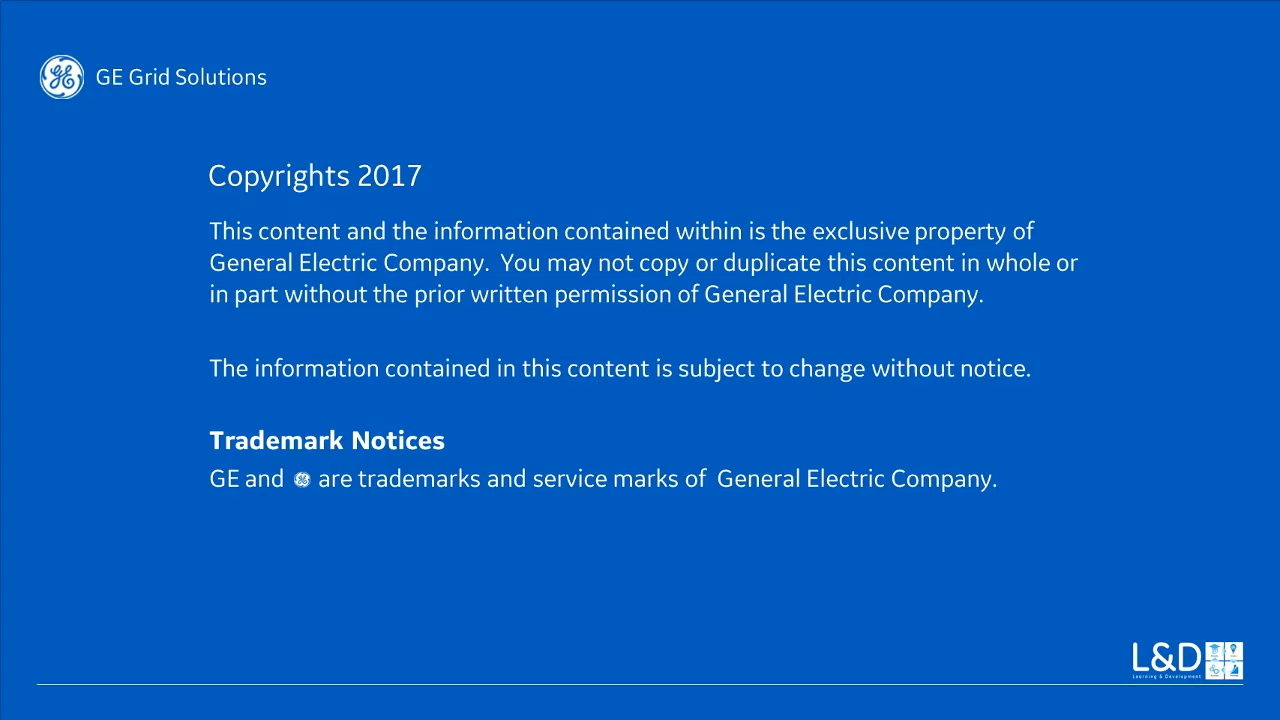 GE Grid Solutions
Copyrights 2017
This content and the information contained within is the exclusive property of
General Electric Company.  You may not copy or duplicate this content in whole or
in part without the prior written permission of General Electric Company.
The information contained in this content is subject to change without notice.
Trademark Notices
GE and are trademarks and service marks of  General Electric Company.
L&D
Learning & Development